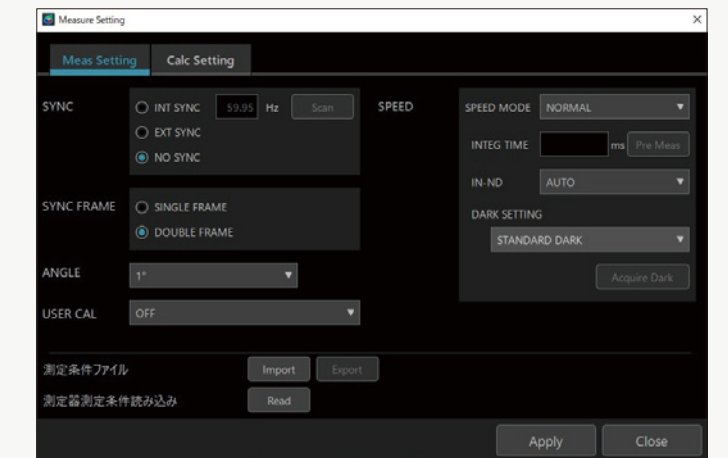 Measure Setting
Meas Setting
Calc Setting
SYNC
INT SYNC 59.95 Hz Scan
EXT SYNC
NO SYNC
SYNC FRAME
SINGLE FRAME
DOUBLE FRAME
ANGLE 1°
USER CAL OFF
SPEED
SPEED MODE NORMAL
INTEG TIME ms Pre Meas
IN-ND AUTO
DARK SETTING
STANDARD DARK
Acquire Dark
測定条件ファイル Import Export
測定器測定条件読み込み Read
Apply Close